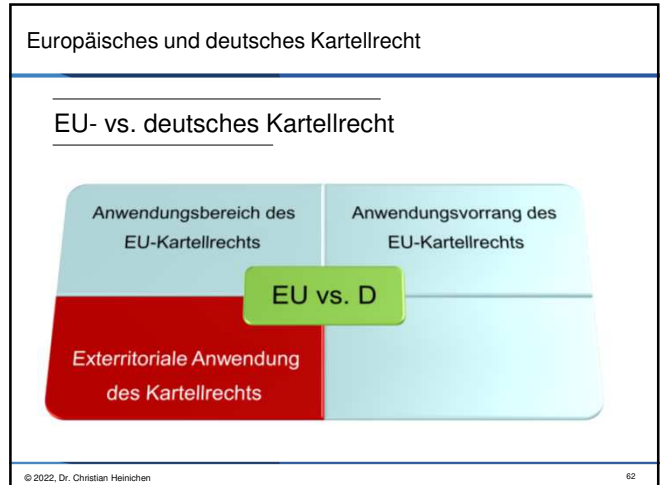 Europäisches und deutsches Kartellrecht
EU- vs. deutsches Kartellrecht
Anwendungsbereich des
EU-Kartellrechts
Anwendungsvorrang des
EU-Kartellrechts
EU vs. D
Exterritoriale Anwendung
des Kartellrechts
© 2022, Dr. Christian Heinichen
62